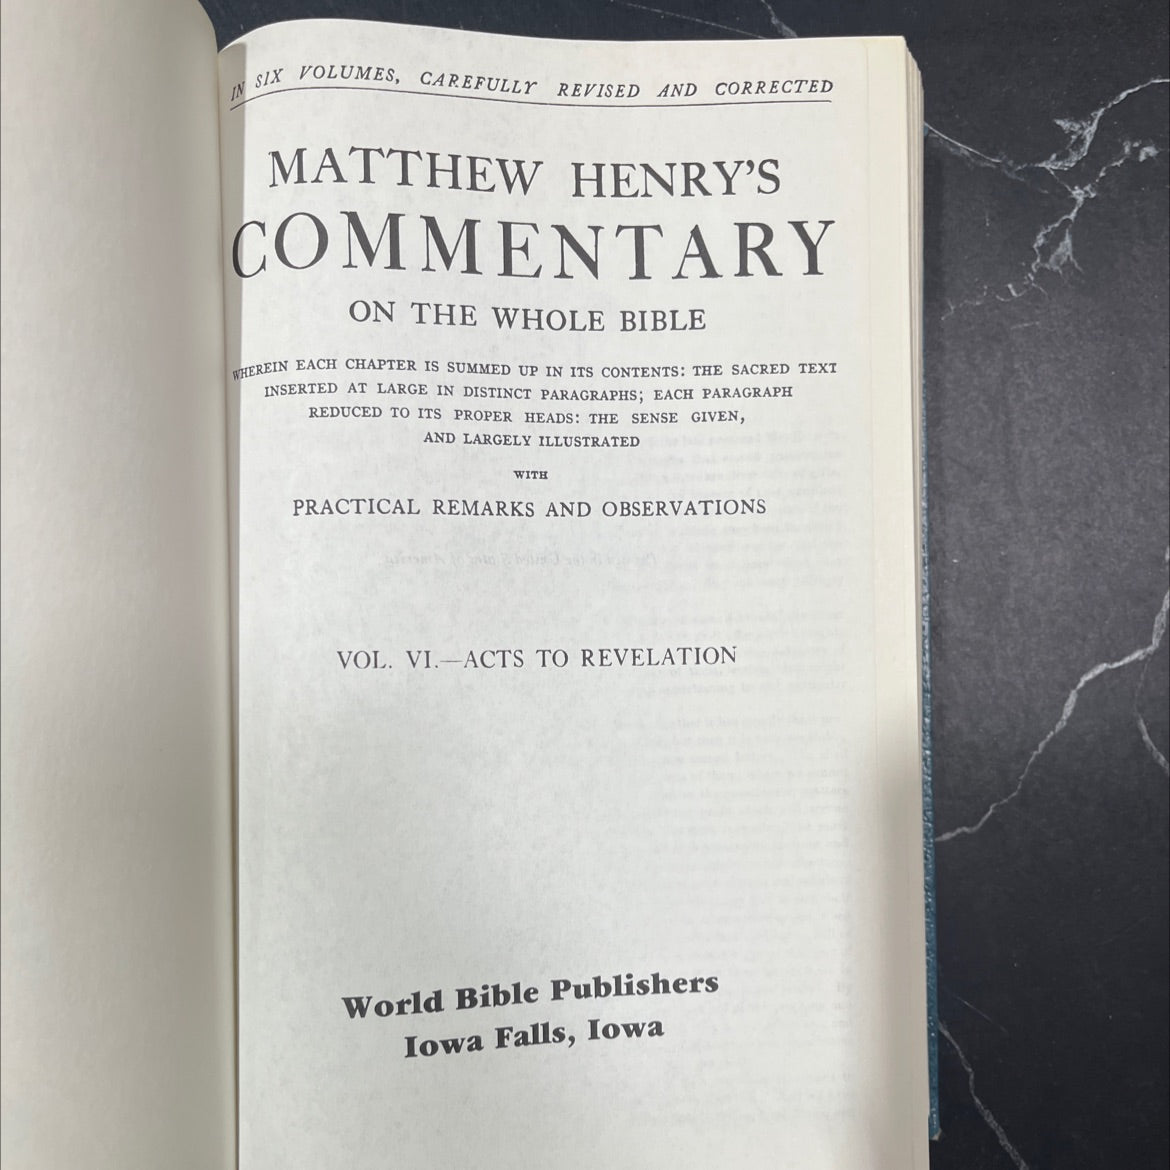 IN SIX VOLUMES, CAREFULLY REVISED AND CORRECTED
MATTHEW HENRY'S
COMMENTARY
ON THE WHOLE BIBLE
WHEREIN EACH CHAPTER IS SUMMED UP IN ITS CONTENTS: THE SACRED TEXT
INSERTED AT LARGE IN DISTINCT PARAGRAPHS; EACH PARAGRAPH
REDUCED TO ITS PROPER HEADS: THE SENSE GIVEN,
AND LARGELY ILLUSTRATED
WITH
PRACTICAL REMARKS AND OBSERVATIONS
VOL. VI.—ACTS TO REVELATION
World Bible Publishers
Iowa Falls, Iowa